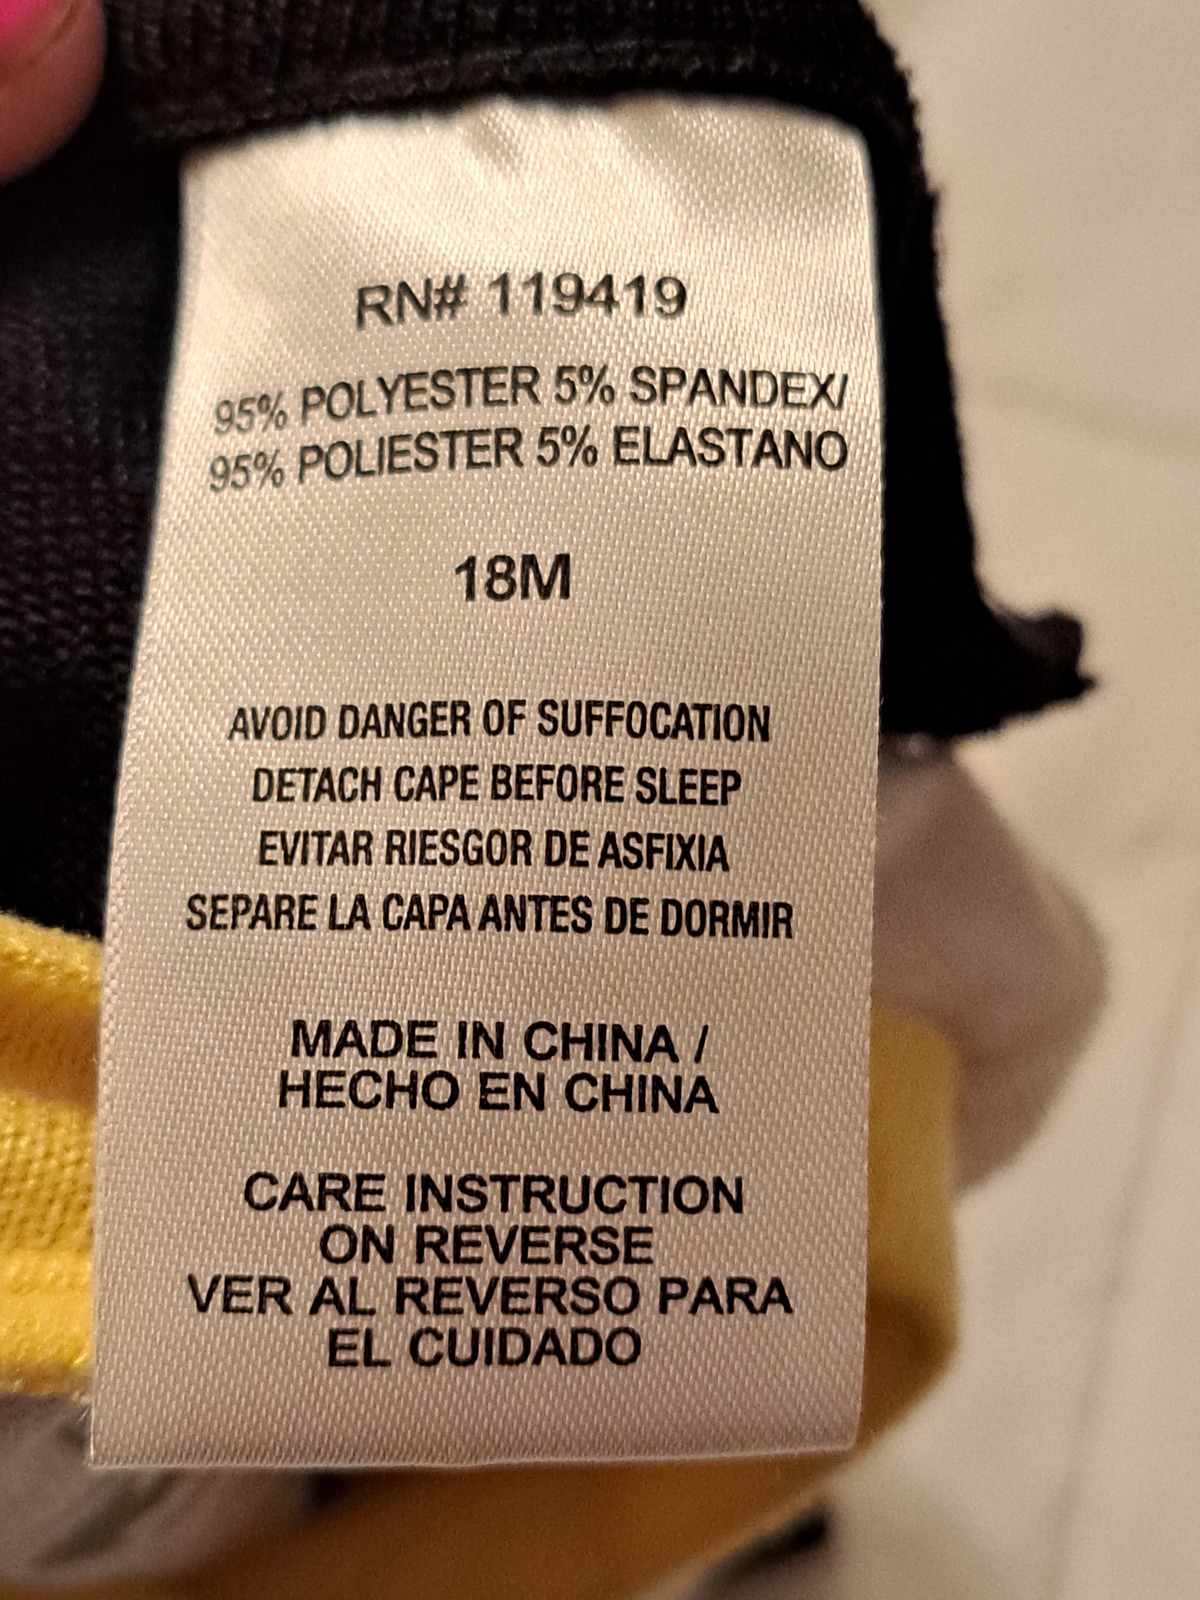 RN# 119419
95% POLYESTER 5% SPANDEX/
95% POLIESTER 5% ELASTANO
18M
AVOID DANGER OF SUFFOCATION
DETACH CAPE BEFORE SLEEP
EVITAR RIESGOR DE ASFIXIA
SEPARE LA CAPA ANTES DE DORMIR
MADE IN CHINA /
HECHO EN CHINA
CARE INSTRUCTION
ON REVERSE
VER AL REVERSO PARA
EL CUIDADO